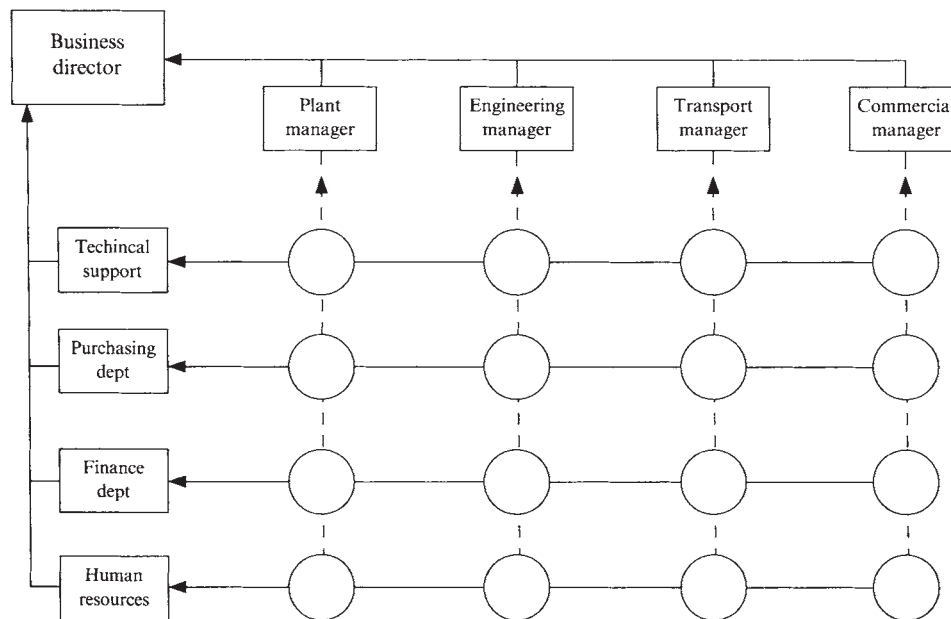 Business
director
Plant
manager
Engineering
manager
Transport
manager
Commercia
manager
Techincal
support
Purchasing
dept
Finance
dept
Human
resources